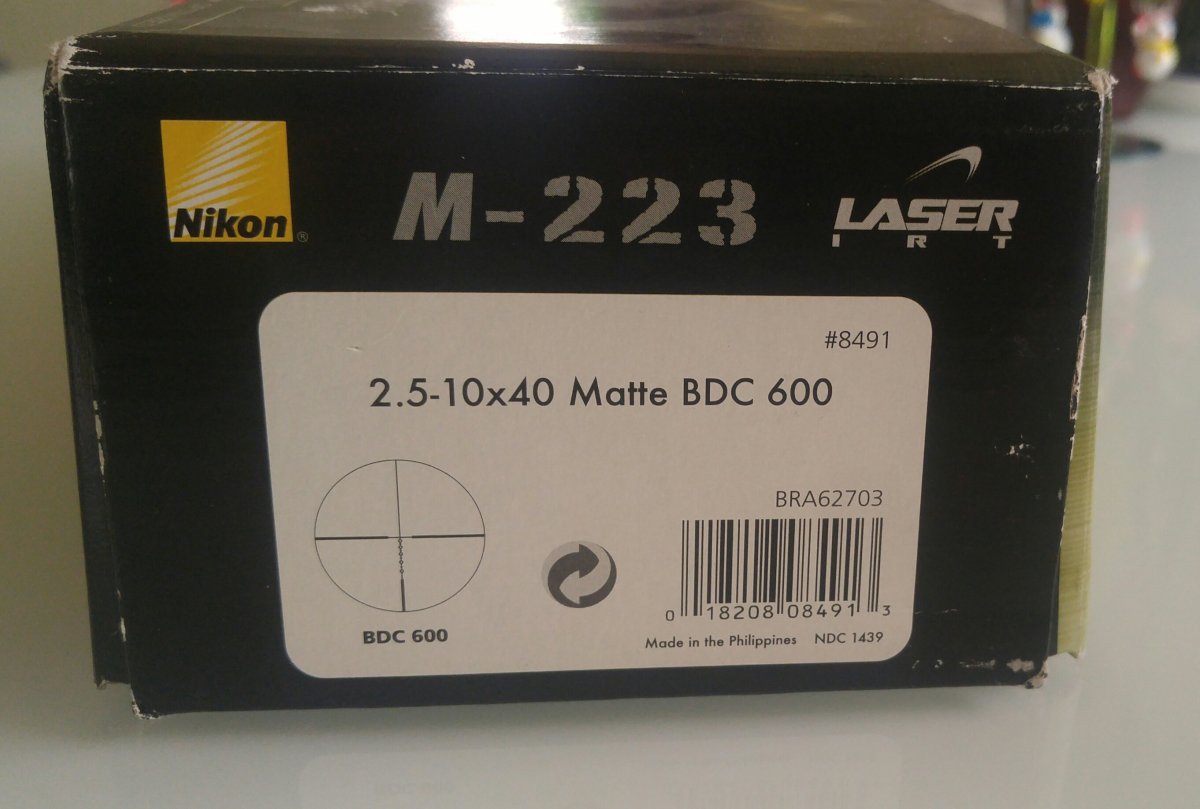 Nikon®
M-223
LASER
IRT
#8491
2.5-10x40 Matte BDC 600
BRA62703
BDC 600
0 18208 08491 3
Made in the Philippines NDC 1439